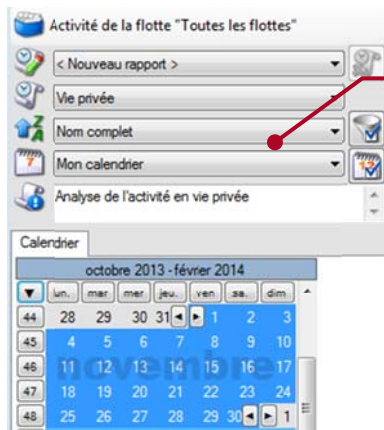 Activité de la flotte "Toutes les flottes"
< Nouveau rapport >
Vie privée
Nom complet
Mon calendrier
Analyse de l'activité en vie privée
Calendrier
octobre 2013 - février 2014
lun. mar mer jeu. ven sa. dim
44 28 29 30 31 1 2 3
45 4 5 6 7 8 9 10
46 11 12 13 14 15 16 17
47 18 19 20 21 22 23 24
48 25 26 27 28 29 30 1
novembre